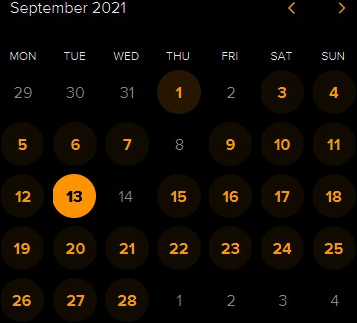 September 2021
MON TUE WED THU FRI SAT SUN
29 30 31 1 2 3 4
5 6 7 8 9 10 11
12 13 14 15 16 17 18
19 20 21 22 23 24 25
26 27 28 1 2 3 4